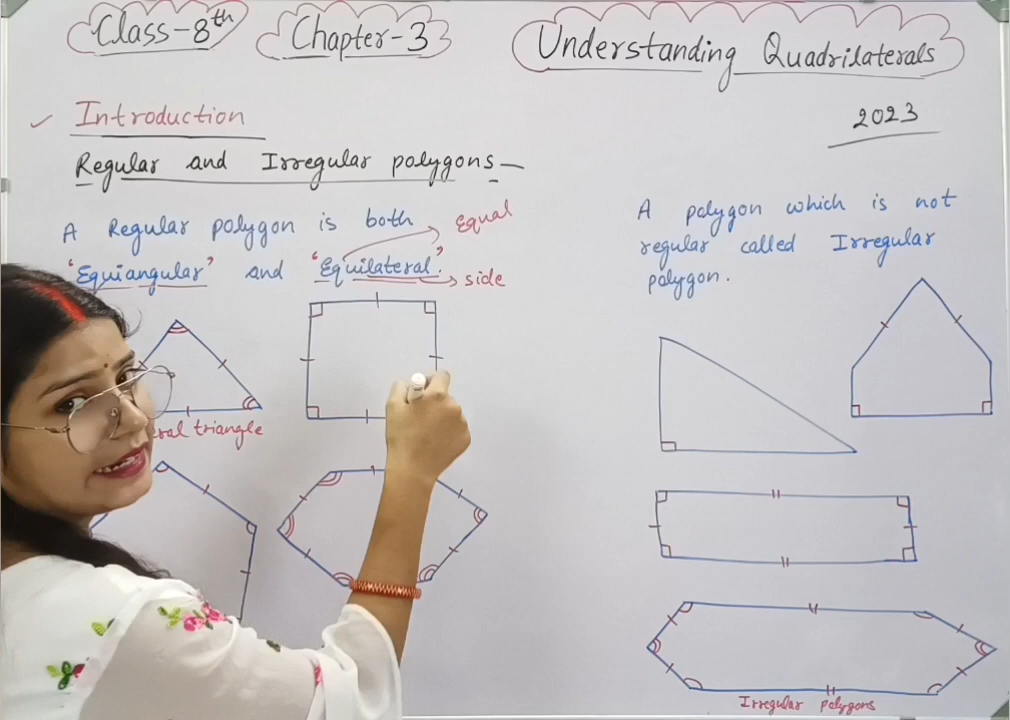 Class-8th Chapter-3 Understanding Quadrilaterals
Introduction
2023
Regular and Irregular polygons-
A Regular polygon is both
"Equiangular" and "Equilateral".
Equal
side
A polygon which is not
regular called Irregular
polygon.
triangle
Irregular polygons